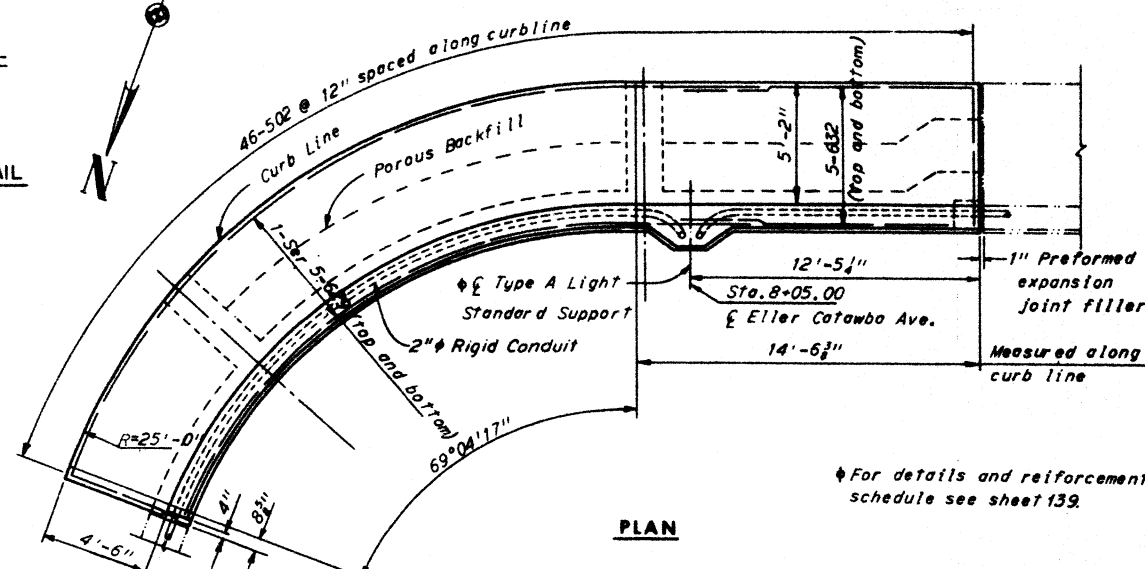 46-502 @ 12" spaced along curbline
Curb Line
Porous Backfill
5'-2"
5-632
(top and bottom)
N
AIL
1-Ser 5-6
(top and bottom)
₵ Type A Light
Standard Support
2"ϕ Rigid Conduit
12'-5¼"
Sta.8+05.00
₵ Eller Catawba Ave.
1" Preformed
expansion
joint filler
14'-6⅜"
Measured along
curb line
R=25'-0"
69°04'17"
4"
8⅝"
4'-6"
ϕ For details and reiforcement
schedule see sheet 139.
PLAN